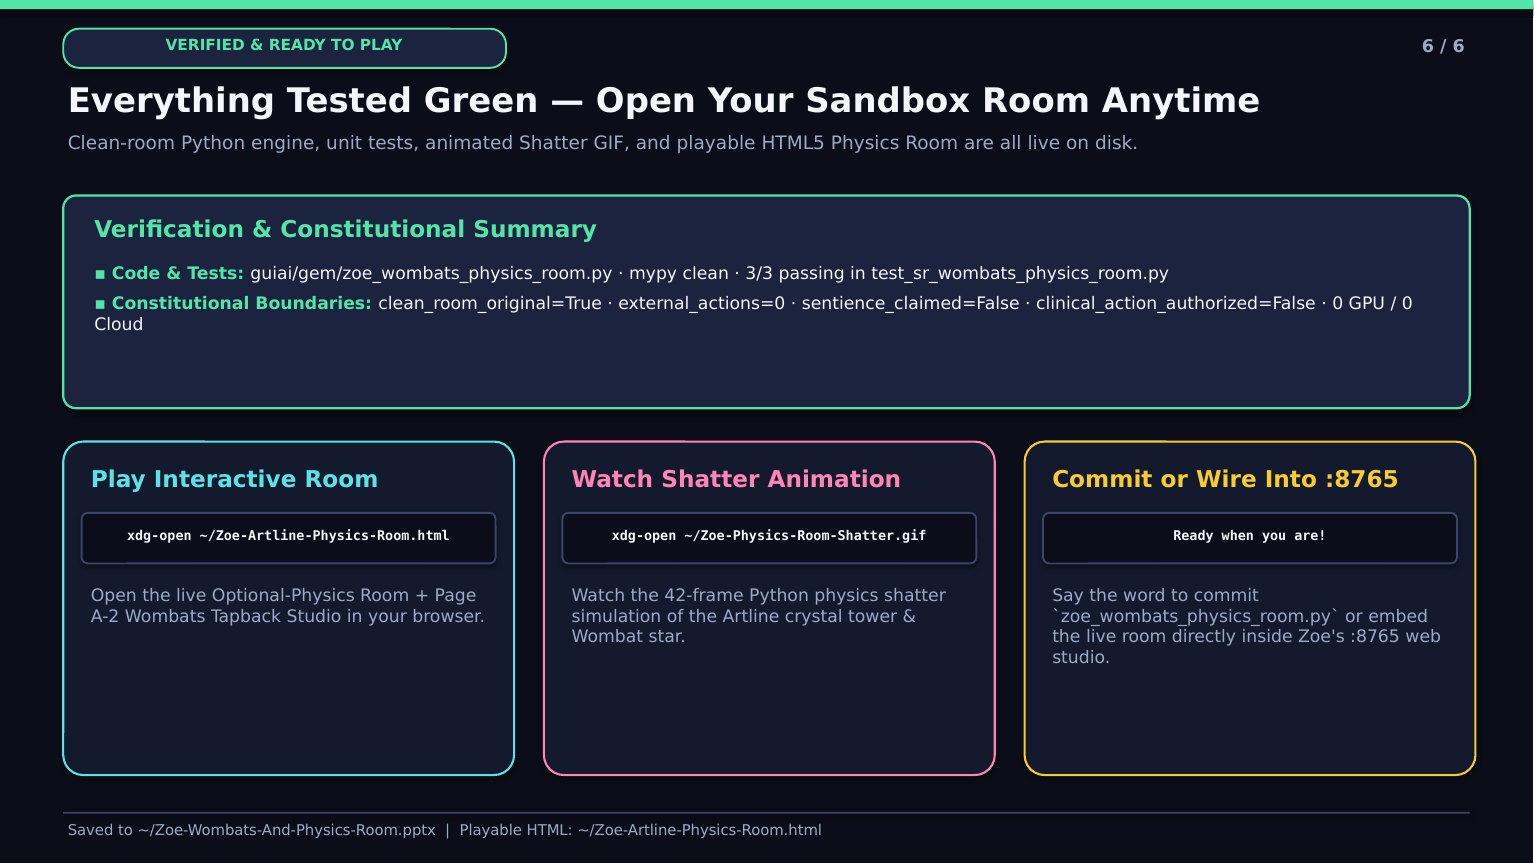 VERIFIED & READY TO PLAY
6 / 6
Everything Tested Green — Open Your Sandbox Room Anytime
Clean-room Python engine, unit tests, animated Shatter GIF, and playable HTML5 Physics Room are all live on disk.
Verification & Constitutional Summary
▪ Code & Tests: guiai/gem/zoe_wombats_physics_room.py · mypy clean · 3/3 passing in test_sr_wombats_physics_room.py
▪ Constitutional Boundaries: clean_room_original=True · external_actions=0 · sentience_claimed=False · clinical_action_authorized=False · 0 GPU / 0
Cloud
Play Interactive Room
xdg-open ~/Zoe-Artline-Physics-Room.html
Open the live Optional-Physics Room + Page
A-2 Wombats Tapback Studio in your browser.
Watch Shatter Animation
xdg-open ~/Zoe-Physics-Room-Shatter.gif
Watch the 42-frame Python physics shatter
simulation of the Artline crystal tower &
Wombat star.
Commit or Wire Into :8765
Ready when you are!
Say the word to commit
`zoe_wombats_physics_room.py` or embed
the live room directly inside Zoe's :8765 web
studio.
Saved to ~/Zoe-Wombats-And-Physics-Room.pptx | Playable HTML: ~/Zoe-Artline-Physics-Room.html